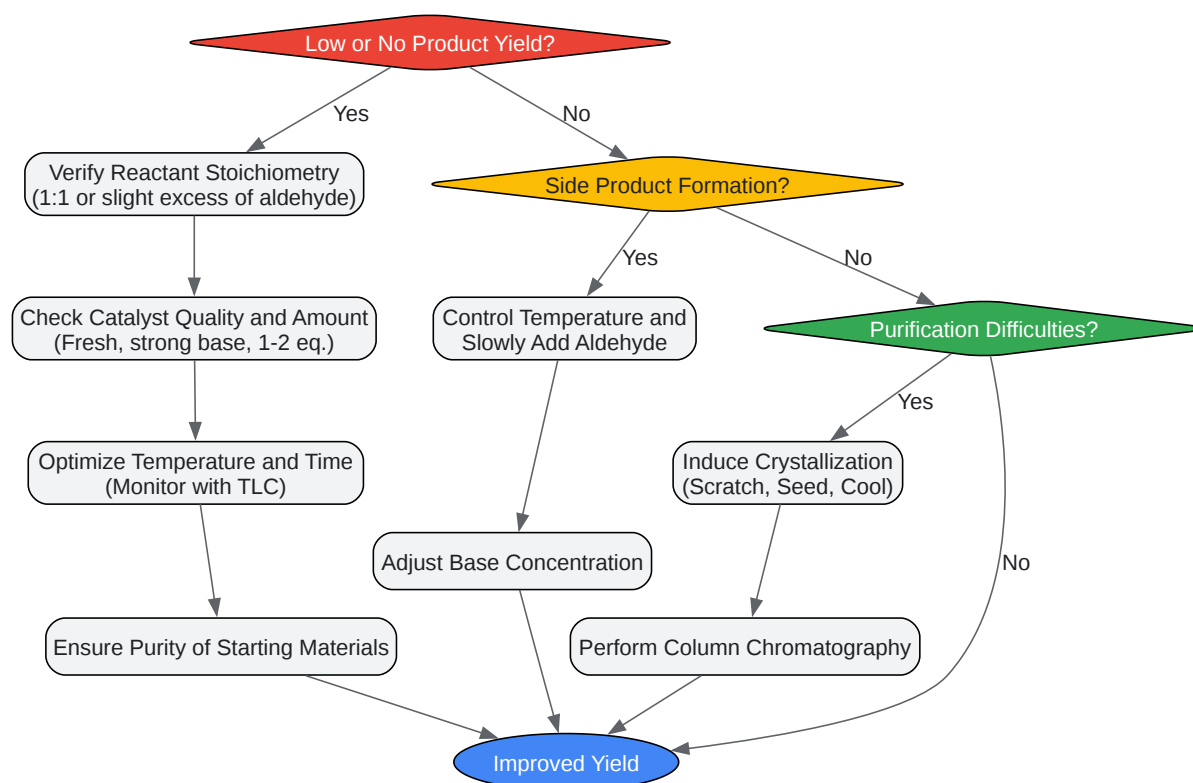 Low or No Product Yield?
Yes
No
Verify Reactant Stoichiometry
(1:1 or slight excess of aldehyde)
Side Product Formation?
Yes
No
Check Catalyst Quality and Amount
(Fresh, strong base, 1-2 eq.)
Control Temperature and
Slowly Add Aldehyde
Purification Difficulties?
Yes
Optimize Temperature and Time
(Monitor with TLC)
Induce Crystallization
(Scratch, Seed, Cool)
Adjust Base Concentration
No
Ensure Purity of Starting Materials
Perform Column Chromatography
Improved Yield